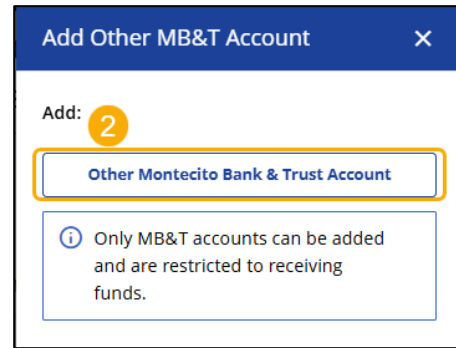 Add Other MB&T Account
Add:
2
Other Montecito Bank & Trust Account
Only MB&T accounts can be added
and are restricted to receiving
funds.